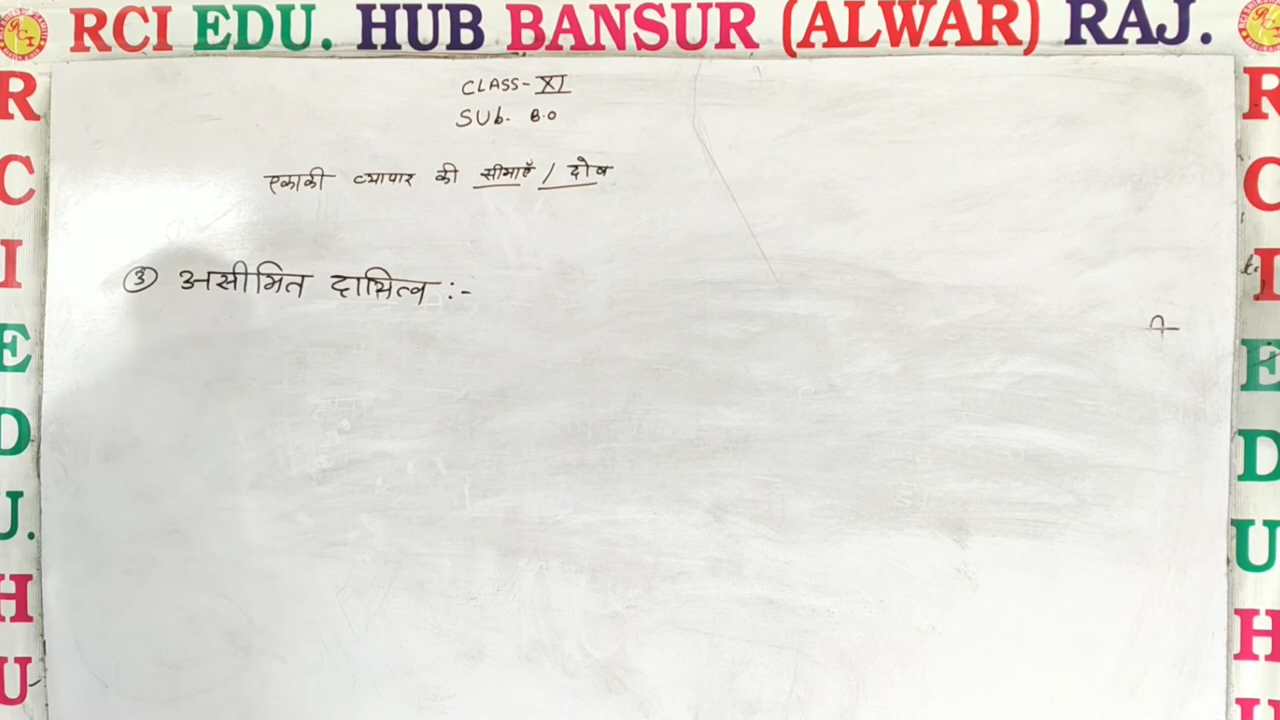 RCI EDU. HUB BANSUR (ALWAR) RAJ.
CLASS-XI
SUb. B.O
एकाकी व्यापार की सीमाएँ / दोष
③ असीमित दायित्व :-
R
C
I
E
D
U.
H
U
R
C
I
E
D
U
H
U